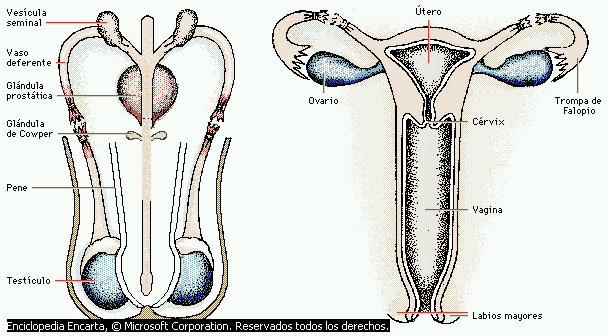 Vesícula
seminal
Vaso
deferente
Glándula
prostática
Glándula
de Cowper
Pene
Testículo
Útero
Ovario
Trompa de
Falopio
Cérvix
Vagina
Labios mayores
Enciclopedia Encarta, © Microsoft Corporation. Reservados todos los derechos.